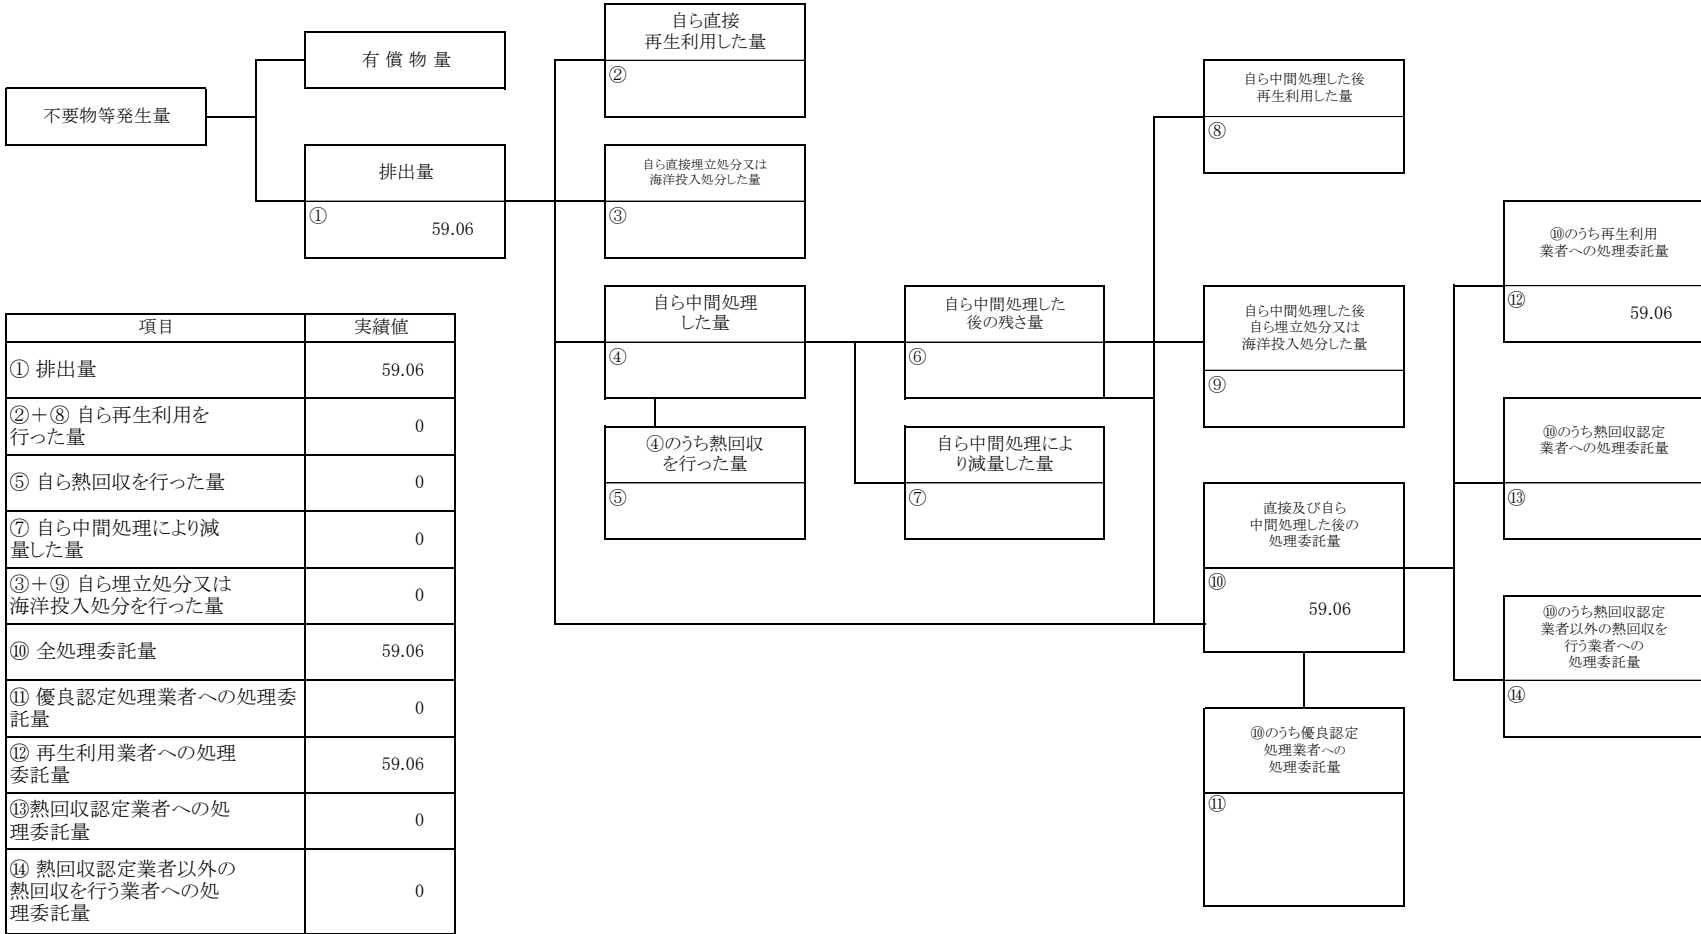 自ら直接
再生利用した量
②
有 償 物 量
不要物等発生量
排出量
①
59.06
自ら直接埋立処分又は
海洋投入処分した量
③
自ら中間処理した後
再生利用した量
⑧
⑩のうち再生利用
業者への処理委託量
⑫
59.06
自ら中間処理
した量
④
自ら中間処理した
後の残さ量
⑥
自ら中間処理した後
自ら埋立処分又は
海洋投入処分した量
⑨
④のうち熱回収
を行った量
⑤
自ら中間処理によ
り減量した量
⑦
⑩のうち熱回収認定
業者への処理委託量
⑬
直接及び自ら
中間処理した後の
処理委託量
⑩
59.06
⑩のうち熱回収認定
業者以外の熱回収を
行う業者への
処理委託量
⑭
⑩のうち優良認定
処理業者への
処理委託量
⑪
項目 実績値
① 排出量 59.06
②+⑧ 自ら再生利用を
行った量 0
⑤ 自ら熱回収を行った量 0
⑦ 自ら中間処理により減
量した量 0
③+⑨ 自ら埋立処分又は
海洋投入処分を行った量 0
⑩ 全処理委託量 59.06
⑪ 優良認定処理業者への処理委
託量 0
⑫ 再生利用業者への処理
委託量 59.06
⑬熱回収認定業者への処
理委託量 0
⑭ 熱回収認定業者以外の
熱回収を行う業者への処
理委託量 0